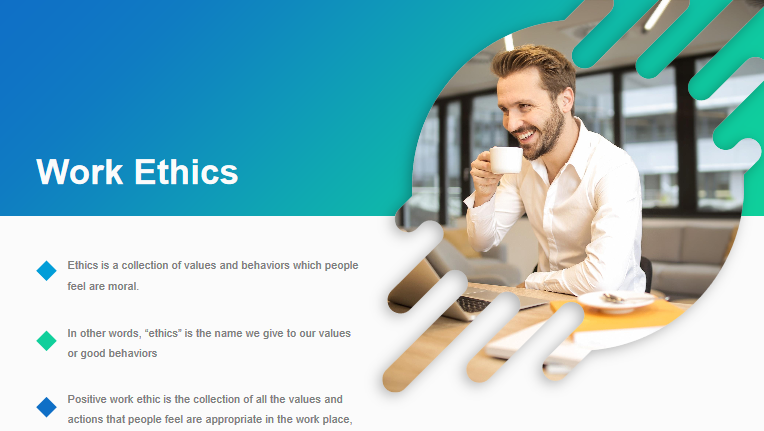 Work Ethics
Ethics is a collection of values and behaviors which people
feel are moral.
In other words, “ethics” is the name we give to our values
or good behaviors
Positive work ethic is the collection of all the values and
actions that people feel are appropriate in the work place,